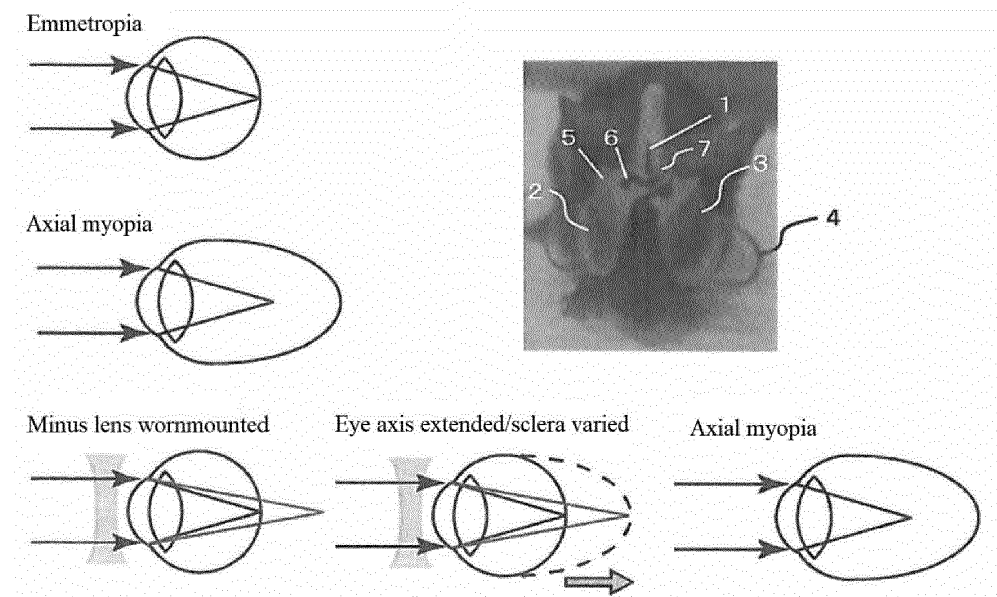 Emmetropia
Axial myopia
1
5
6
7
2
3
4
Minus lens wornmounted
Eye axis extended/sclera varied
Axial myopia